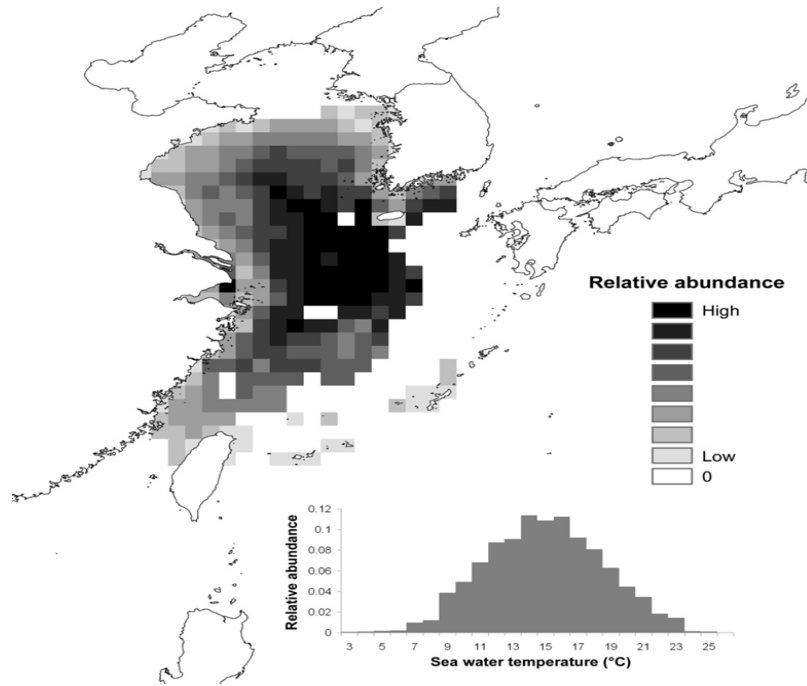 Relative abundance
High
Low
0
Relative abundance
0.12
0.1
0.08
0.06
0.04
0.02
0
3 5 7 9 11 13 15 17 19 21 23 25
Sea water temperature (°C)